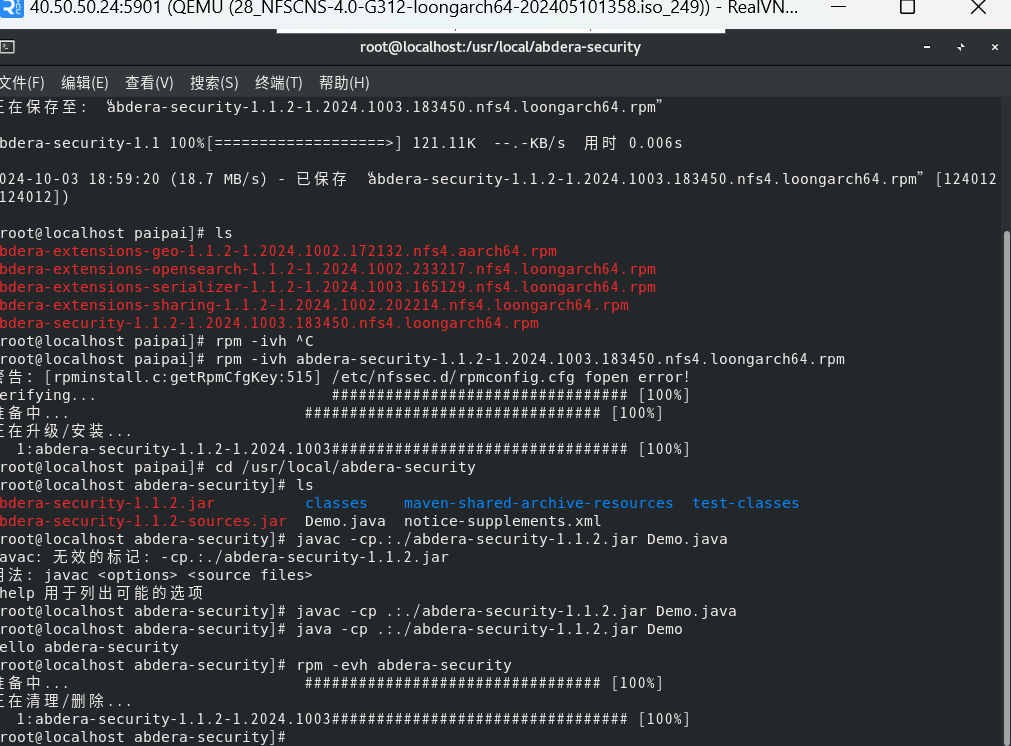 40.50.50.24:5901 (QEMU (28_NFSCNS-4.0-G312-loongarch64-202405101358.iso_249)) - RealVN...
root@localhost:/usr/local/abdera-security
文件(F) 编辑(E) 查看(V) 搜索(S) 终端(T) 帮助(H)
正在保存至: “abdera-security-1.1.2-1.2024.1003.183450.nfs4.loongarch64.rpm”
bdera-security-1.1 100%[===================>] 121.11K --.-KB/s 用时 0.006s
024-10-03 18:59:20 (18.7 MB/s) - 已保存 “abdera-security-1.1.2-1.2024.1003.183450.nfs4.loongarch64.rpm” [124012
124012])
root@localhost paipai]# ls
bdera-extensions-geo-1.1.2-1.2024.1002.172132.nfs4.aarch64.rpm
bdera-extensions-opensearch-1.1.2-1.2024.1002.233217.nfs4.loongarch64.rpm
bdera-extensions-serializer-1.1.2-1.2024.1003.165129.nfs4.loongarch64.rpm
bdera-extensions-sharing-1.1.2-1.2024.1002.202214.nfs4.loongarch64.rpm
bdera-security-1.1.2-1.2024.1003.183450.nfs4.loongarch64.rpm
root@localhost paipai]# rpm -ivh ^C
root@localhost paipai]# rpm -ivh abdera-security-1.1.2-1.2024.1003.183450.nfs4.loongarch64.rpm
警告: [rpminstall.c:getRpmCfgKey:515] /etc/nfssec.d/rpmconfig.cfg fopen error!
erifying... ################################# [100%]
准备中... ################################# [100%]
正在升级/安装...
1:abdera-security-1.1.2-1.2024.1003################################# [100%]
root@localhost paipai]# cd /usr/local/abdera-security
root@localhost abdera-security]# ls
bdera-security-1.1.2.jar classes maven-shared-archive-resources test-classes
bdera-security-1.1.2-sources.jar Demo.java notice-supplements.xml
root@localhost abdera-security]# javac -cp.:./abdera-security-1.1.2.jar Demo.java
avac: 无效的标记: -cp.:./abdera-security-1.1.2.jar
用法: javac <options> <source files>
help 用于列出可能的选项
root@localhost abdera-security]# javac -cp .:./abdera-security-1.1.2.jar Demo.java
root@localhost abdera-security]# java -cp .:./abdera-security-1.1.2.jar Demo
ello abdera-security
root@localhost abdera-security]# rpm -evh abdera-security
准备中... ################################# [100%]
正在清理/删除...
1:abdera-security-1.1.2-1.2024.1003################################# [100%]
root@localhost abdera-security]#